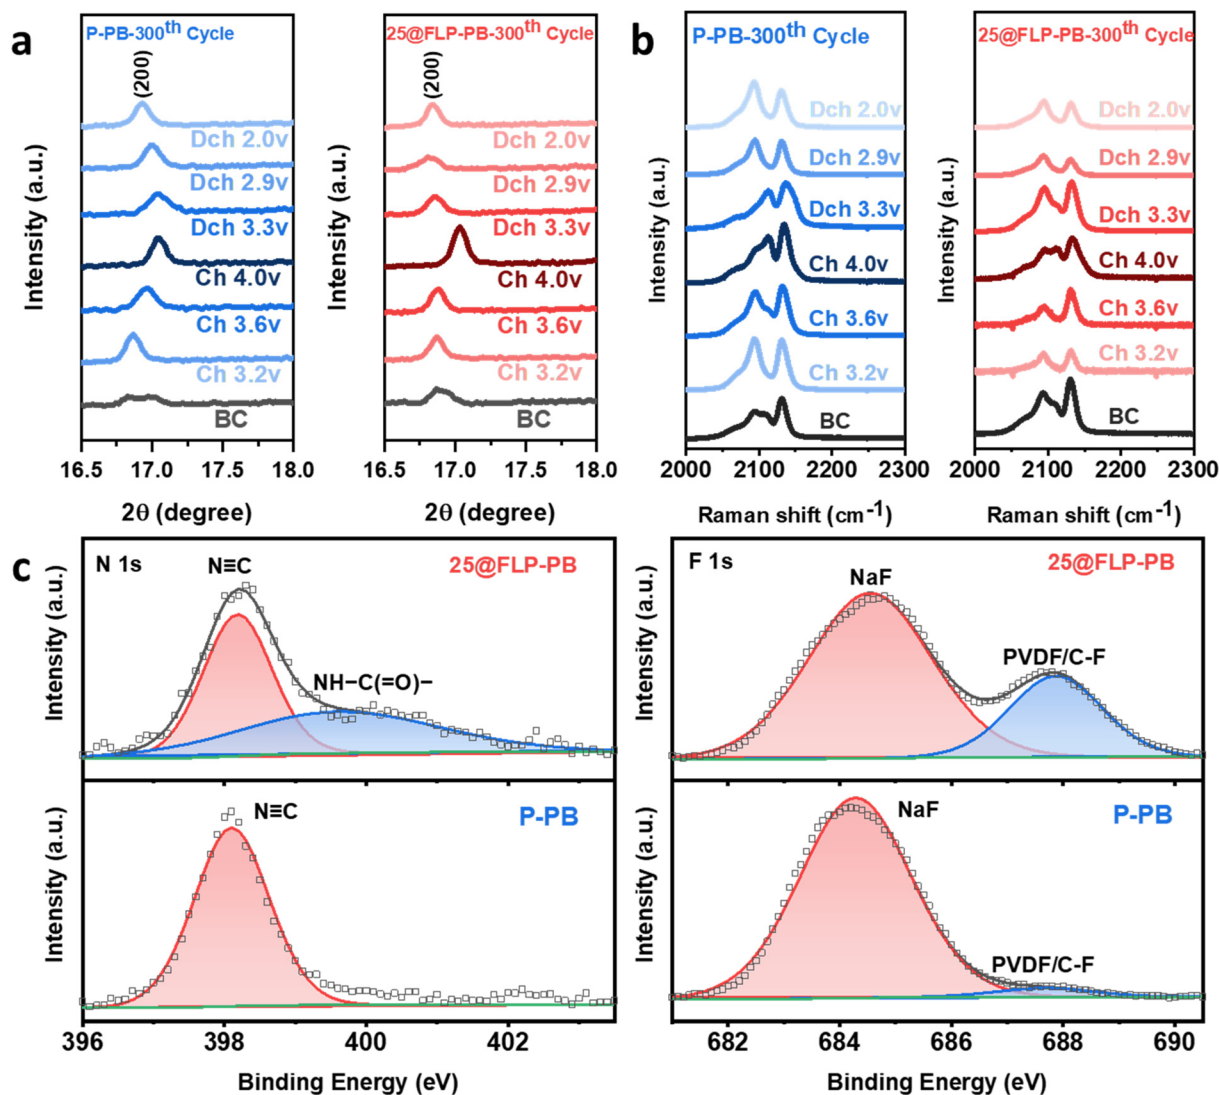 a
P-PB-300th Cycle
(200)
Dch 2.0v
Dch 2.9v
Dch 3.3v
Ch 4.0v
Ch 3.6v
Ch 3.2v
BC
Intensity (a.u.)
16.5 17.0 17.5 18.0
2θ (degree)
25@FLP-PB-300th Cycle
(200)
Dch 2.0v
Dch 2.9v
Dch 3.3v
Ch 4.0v
Ch 3.6v
Ch 3.2v
BC
Intensity (a.u.)
16.5 17.0 17.5 18.0
2θ (degree)
b
P-PB-300th Cycle
Dch 2.0v
Dch 2.9v
Dch 3.3v
Ch 4.0v
Ch 3.6v
Ch 3.2v
BC
Intensity (a.u.)
2000 2100 2200 2300
Raman shift (cm-1)
25@FLP-PB-300th Cycle
Dch 2.0v
Dch 2.9v
Dch 3.3v
Ch 4.0v
Ch 3.6v
Ch 3.2v
BC
Intensity (a.u.)
2000 2100 2200 2300
Raman shift (cm-1)
c
N 1s
N≡C
25@FLP-PB
NH−C(=O)−
Intensity (a.u.)
N≡C
P-PB
Intensity (a.u.)
396 398 400 402
Binding Energy (eV)
F 1s
NaF
25@FLP-PB
PVDF/C-F
Intensity (a.u.)
NaF
P-PB
PVDF/C-F
Intensity (a.u.)
682 684 686 688 690
Binding Energy (eV)